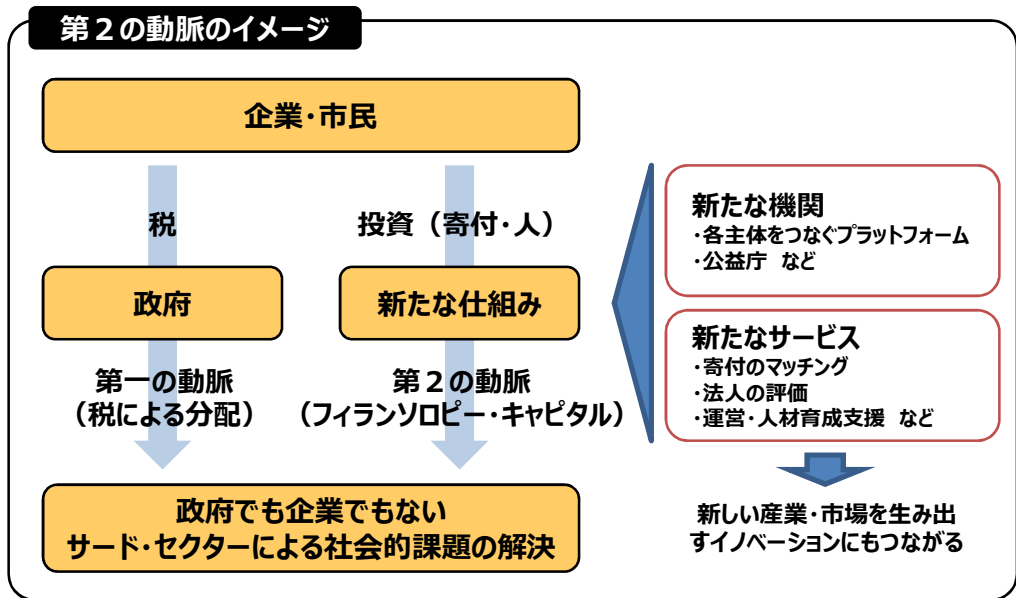 第２の動脈のイメージ
企業・市民
税
投資（寄付・人）
政府
新たな仕組み
第一の動脈
（税による分配）
第２の動脈
（フィランソロピー・キャピタル）
政府でも企業でもない
サード・セクターによる社会的課題の解決
新たな機関
・各主体をつなぐプラットフォーム
・公益庁 など
新たなサービス
・寄付のマッチング
・法人の評価
・運営・人材育成支援 など
新しい産業・市場を生み出
すイノベーションにもつながる